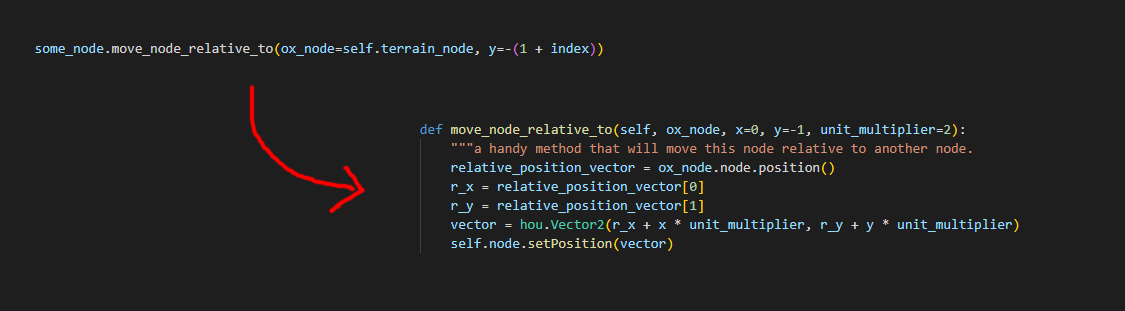 some_node.move_node_relative_to(ox_node=self.terrain_node, y=-(1 + index))
def move_node_relative_to(self, ox_node, x=0, y=-1, unit_multiplier=2):
"""a handy method that will move this node relative to another node.
relative_position_vector = ox_node.node.position()
r_x = relative_position_vector[0]
r_y = relative_position_vector[1]
vector = hou.Vector2(r_x + x * unit_multiplier, r_y + y * unit_multiplier)
self.node.setPosition(vector)